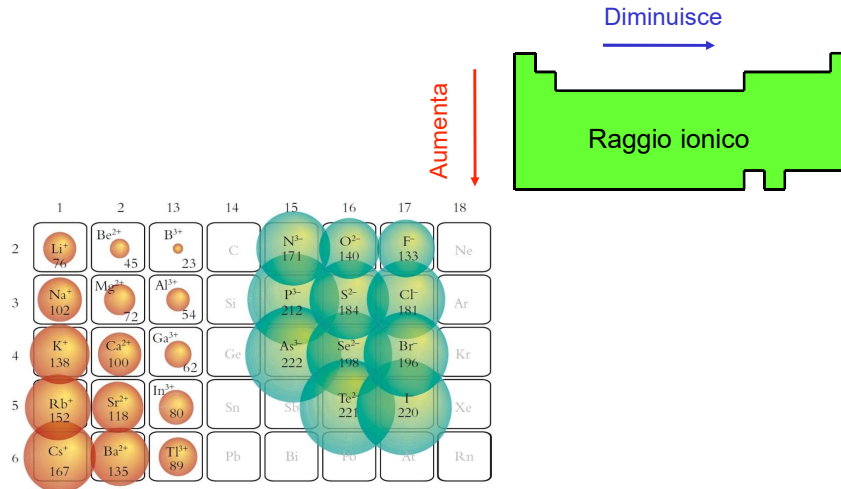 Diminuisce
Aumenta
Raggio ionico
1 2 13 14 15 16 17 18
2 Li⁺ 76 Be²⁺ 45 B³⁺ 23 C N³⁻ 171 O²⁻ 140 F⁻ 133 Ne
3 Na⁺ 102 Mg²⁺ 72 Al³⁺ 54 Si P³⁻ 212 S²⁻ 184 Cl⁻ 181 Ar
4 K⁺ 138 Ca²⁺ 100 Ga³⁺ 62 Ge As³⁻ 222 Se²⁻ 198 Br⁻ 196 Kr
5 Rb⁺ 152 Sr²⁺ 118 In³⁺ 80 Sn Sb Te²⁻ 221 I⁻ 220 Xe
6 Cs⁺ 167 Ba²⁺ 135 Tl³⁺ 89 Pb Bi Po At Rn